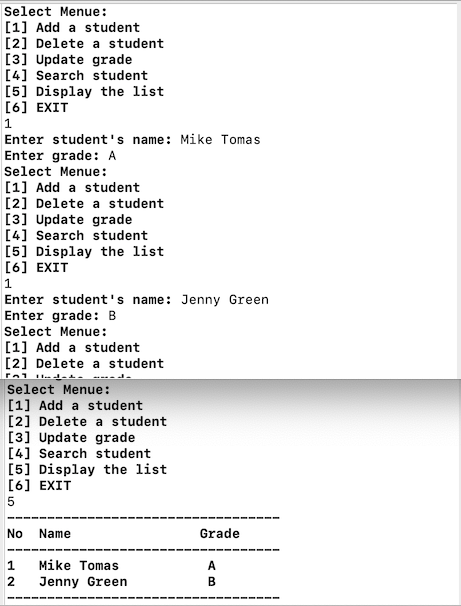 Select Menue:
[1] Add a student
[2] Delete a student
[3] Update grade
[4] Search student
[5] Display the list
[6] EXIT
1
Enter student's name: Mike Tomas
Enter grade: A
Select Menue:
[1] Add a student
[2] Delete a student
[3] Update grade
[4] Search student
[5] Display the list
[6] EXIT
1
Enter student's name: Jenny Green
Enter grade: B
Select Menue:
[1] Add a student
[2] Delete a student
Select Menue:
[1] Add a student
[2] Delete a student
[3] Update grade
[4] Search student
[5] Display the list
[6] EXIT
5
----------------------------------
No Name Grade
----------------------------------
1 Mike Tomas A
2 Jenny Green B
----------------------------------